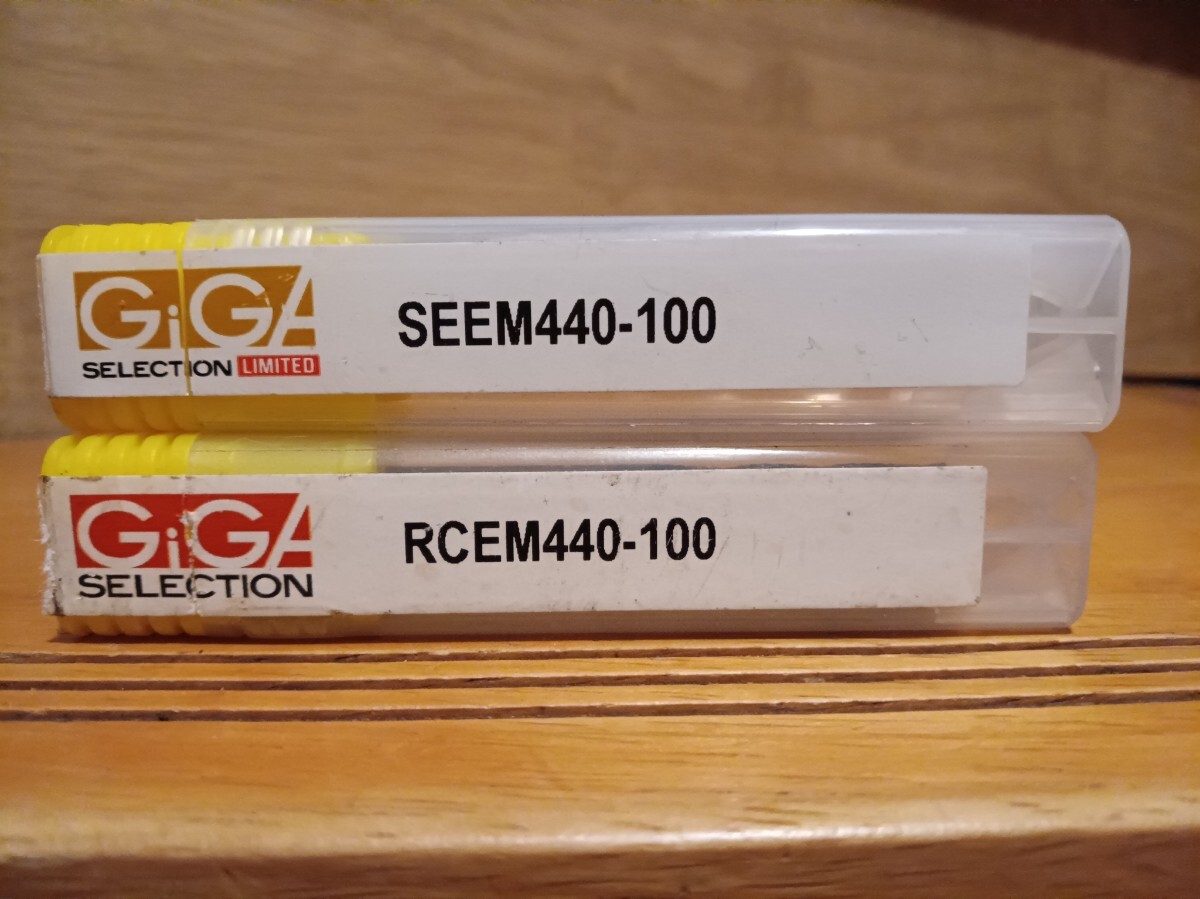 GiGA
SELECTION LIMITED
SEEM440-100
GiGA
SELECTION
RCEM440-100